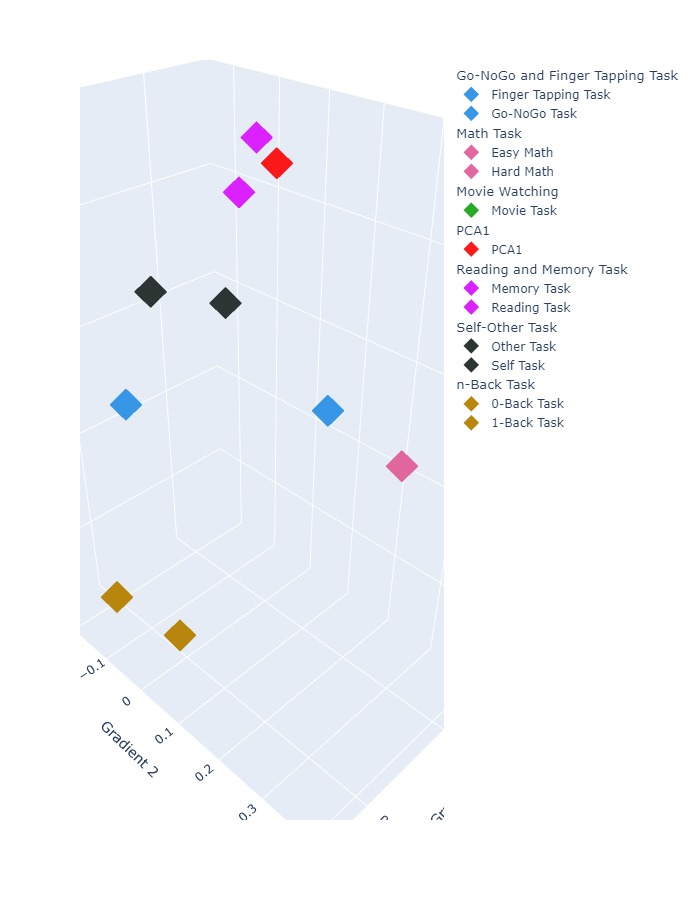 Go-NoGo and Finger Tapping Task
Finger Tapping Task
Go-NoGo Task
Math Task
Easy Math
Hard Math
Movie Watching
Movie Task
PCA1
PCA1
Reading and Memory Task
Memory Task
Reading Task
Self-Other Task
Other Task
Self Task
n-Back Task
0-Back Task
1-Back Task
−0.1
0
0.1
0.2
0.3
Gradient 2